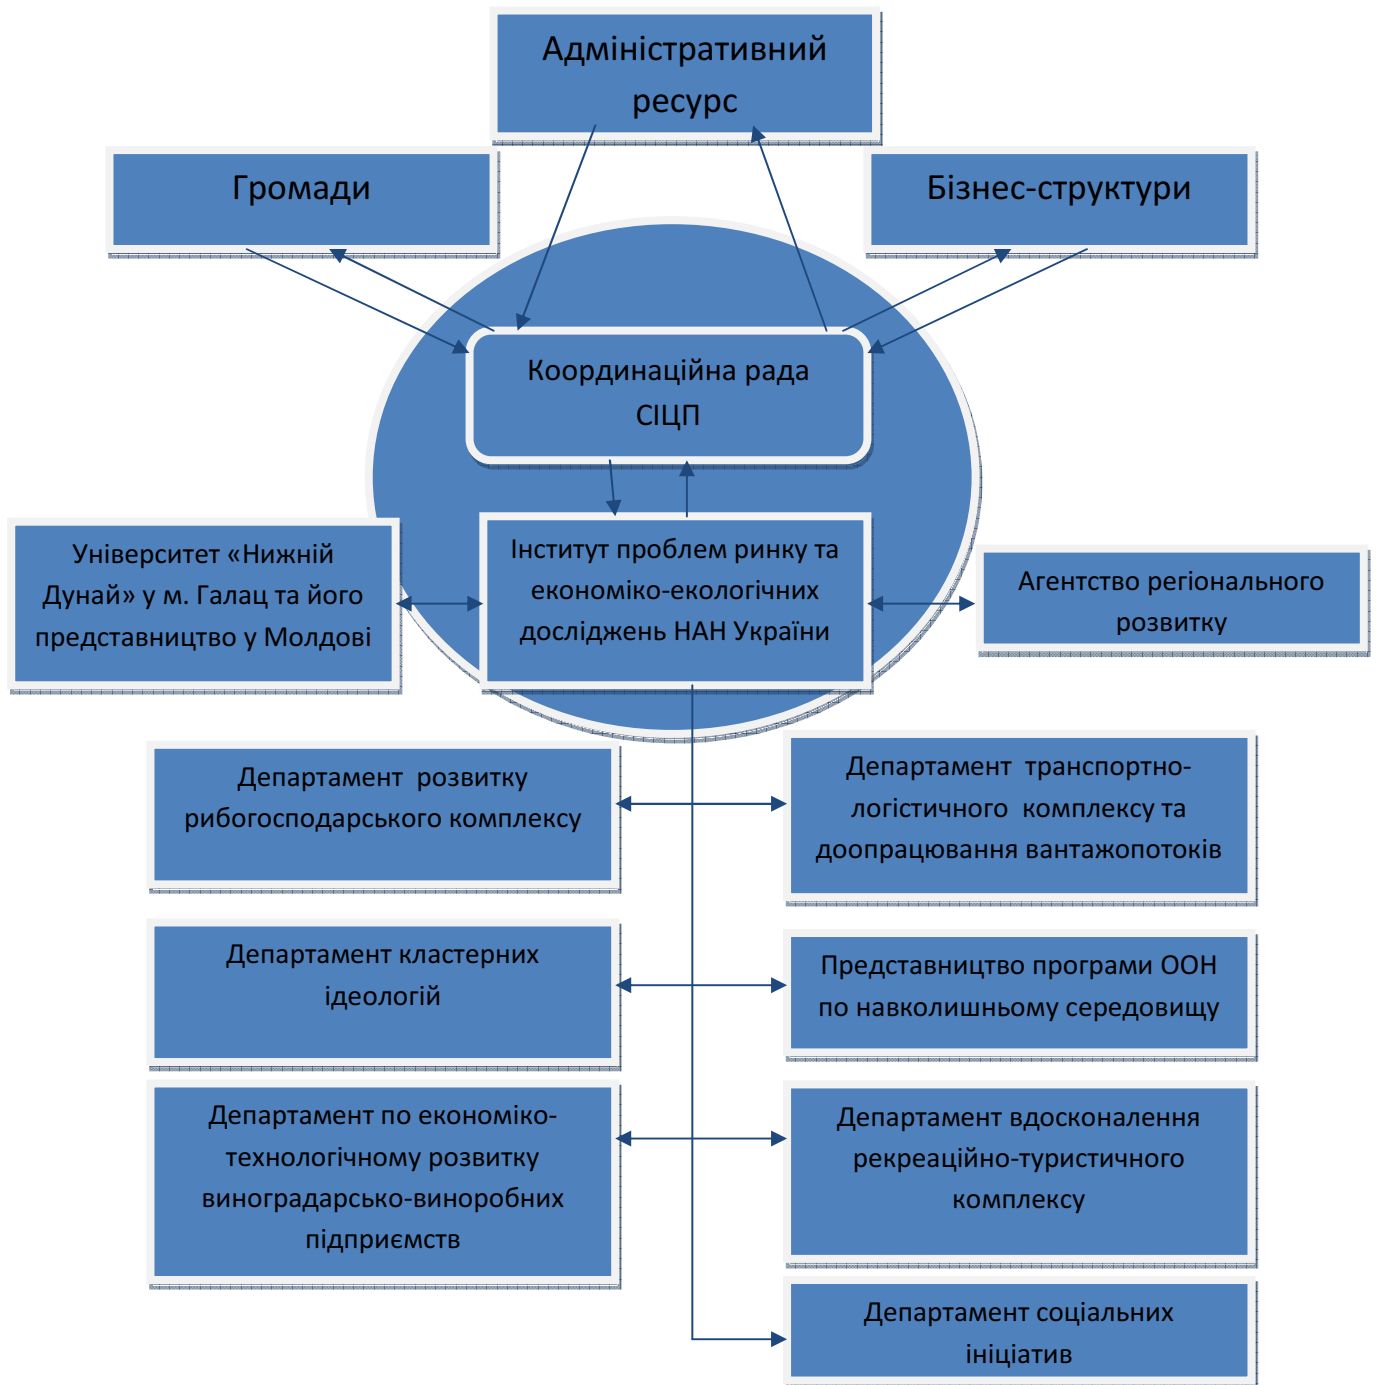 Адміністративний
ресурс
Громади
Бізнес-структури
Координаційна рада
СІЦП
Університет «Нижній
Дунай» у м. Галац та його
представництво у Молдові
Інститут проблем ринку та
економіко-екологічних
досліджень НАН України
Агентство регіонального
розвитку
Департамент розвитку
рибогосподарського комплексу
Департамент транспортно-
логістичного комплексу та
доопрацювання вантажопотоків
Департамент кластерних
ідеологій
Представництво програми ООН
по навколишньому середовищу
Департамент по економіко-
технологічному розвитку
виноградарсько-виноробних
підприємств
Департамент вдосконалення
рекреаційно-туристичного
комплексу
Департамент соціальних
ініціатив